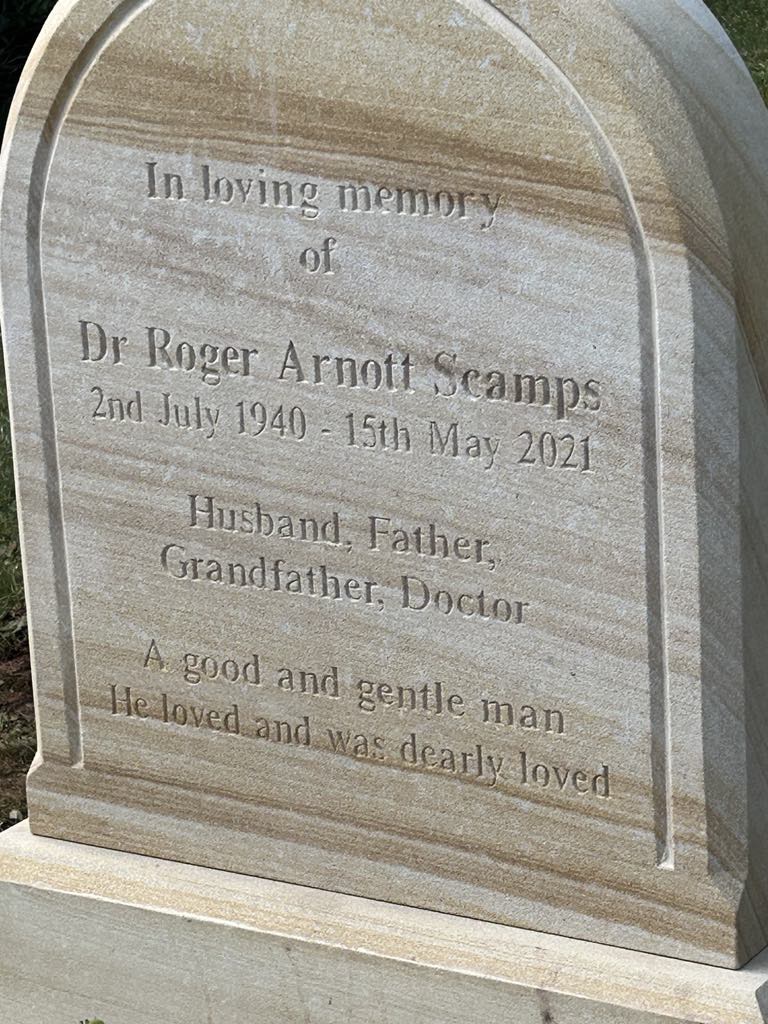 In loving memory
of
Dr Roger Arnott Scamps
2nd July 1940 - 15th May 2021
Husband, Father,
Grandfather, Doctor
A good and gentle man
He loved and was dearly loved